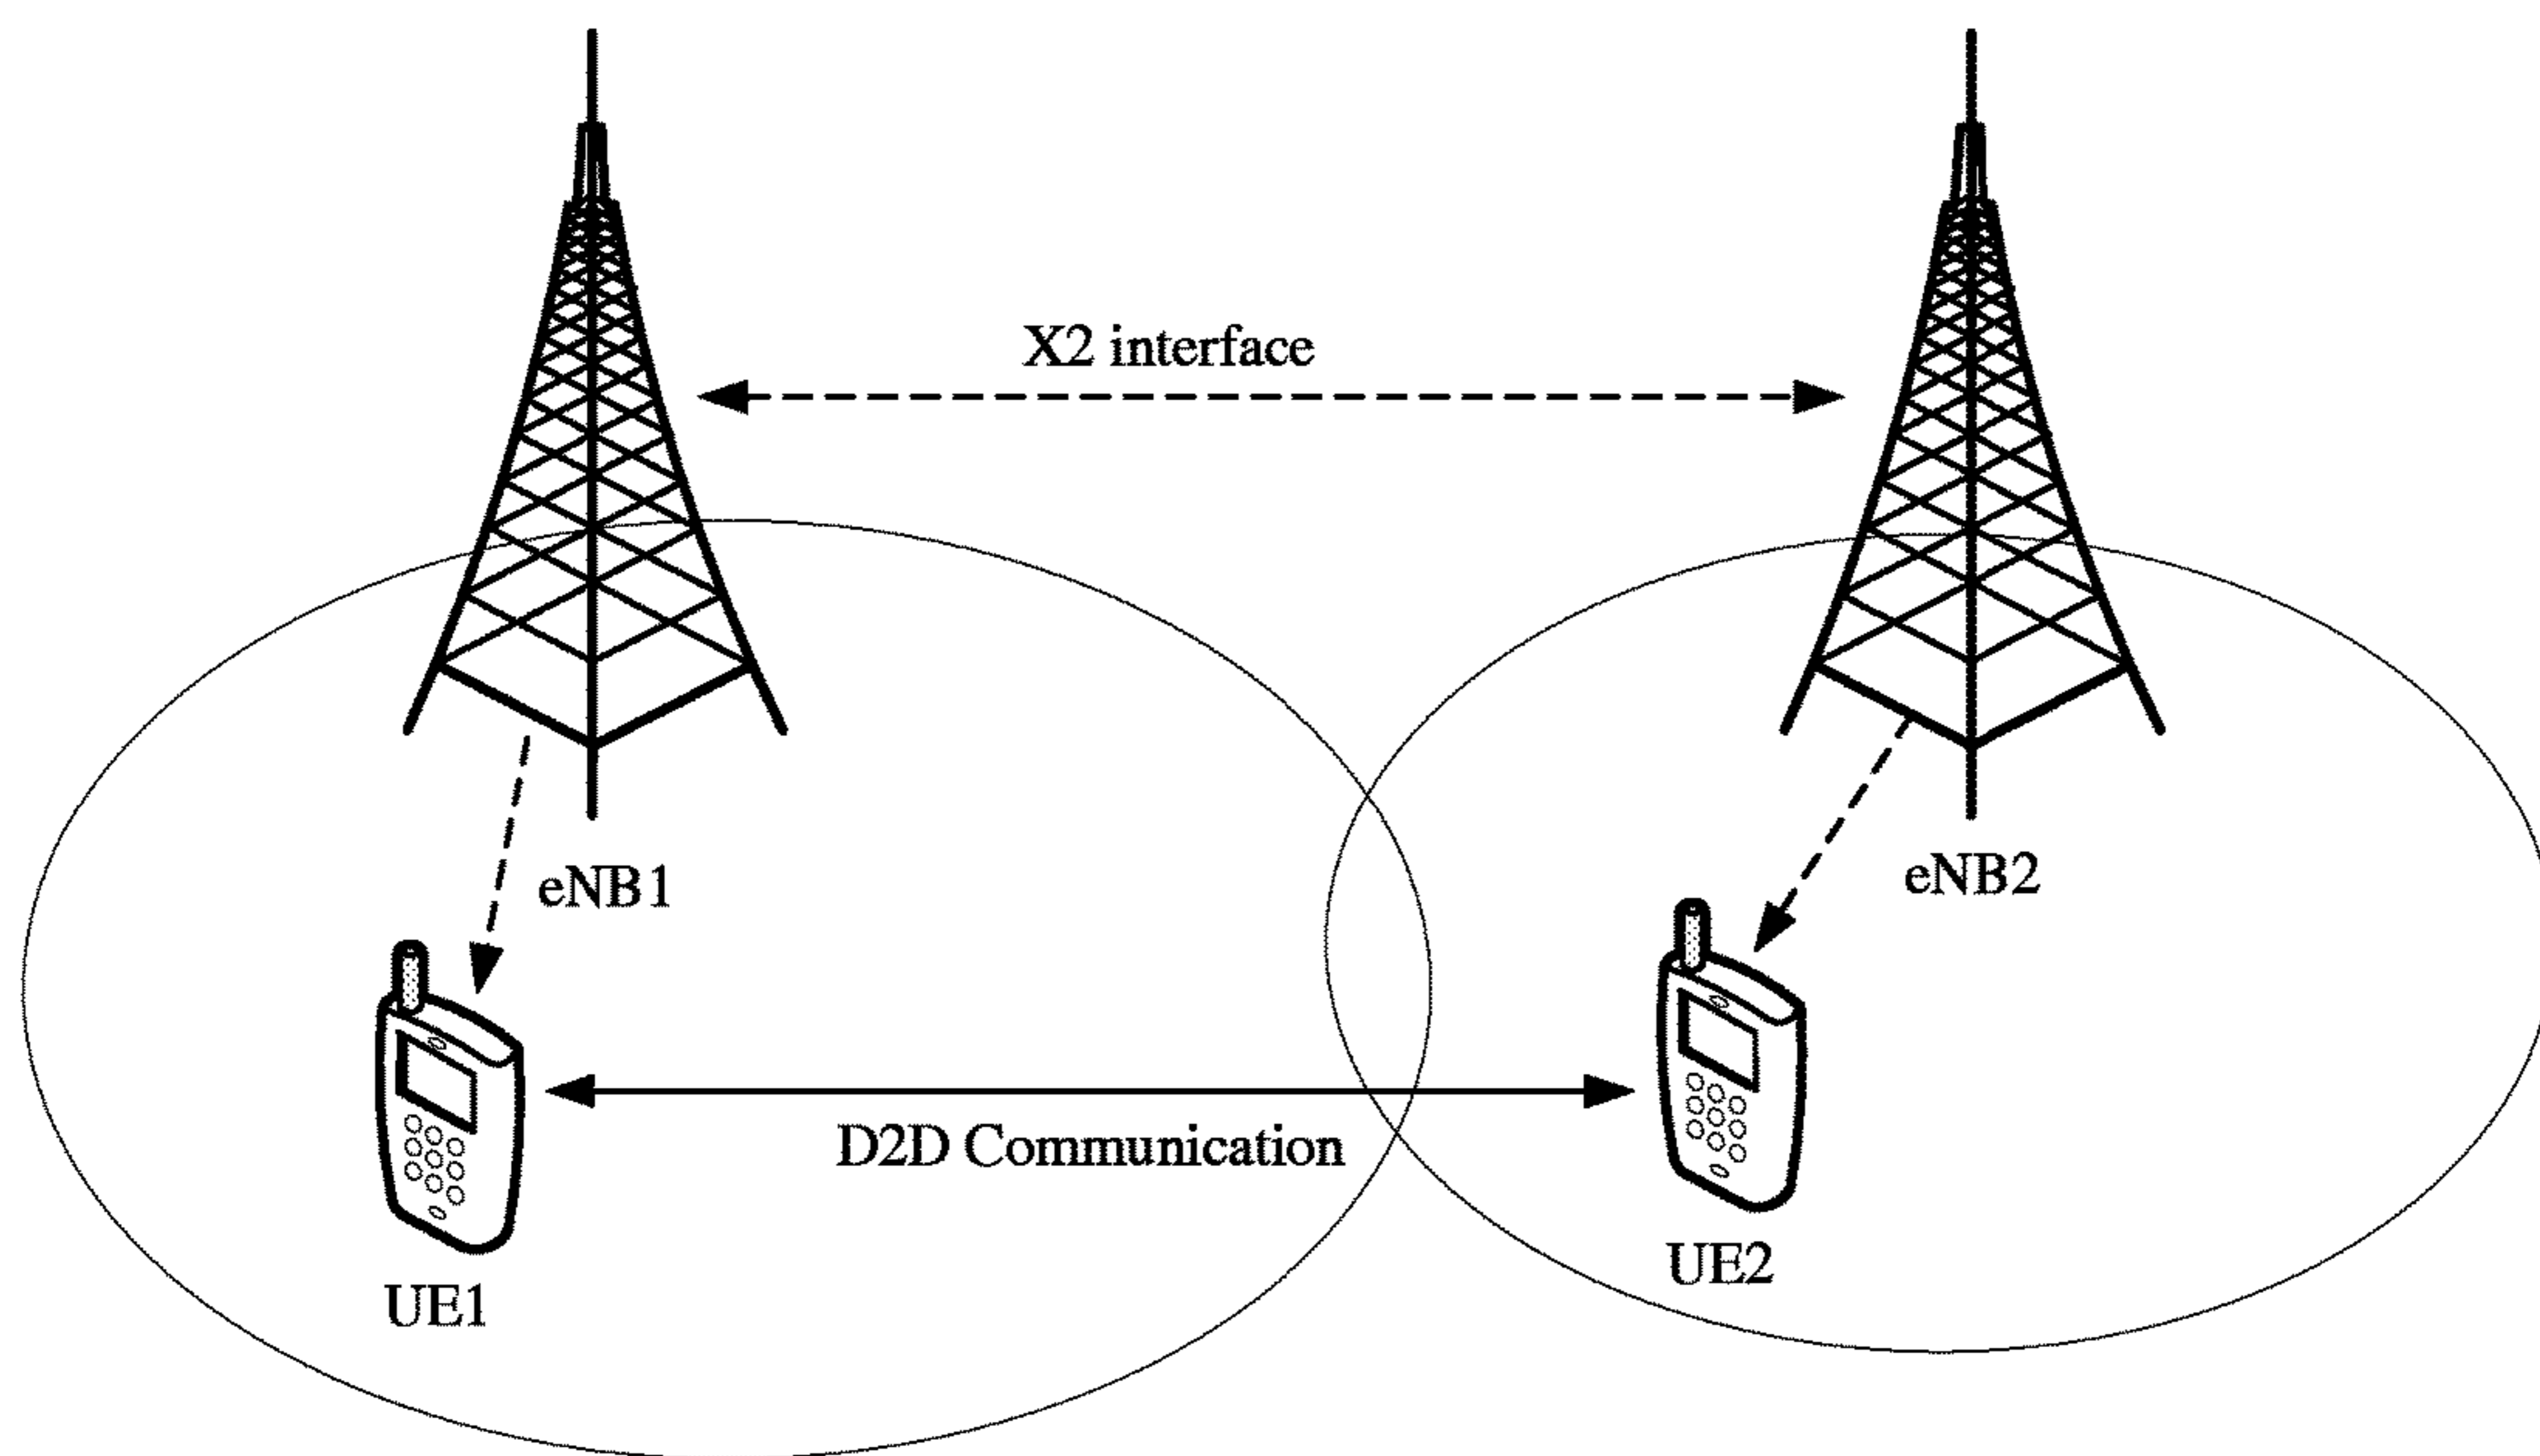 X2 interface
eNB1
eNB2
D2D Communication
UE1
UE2